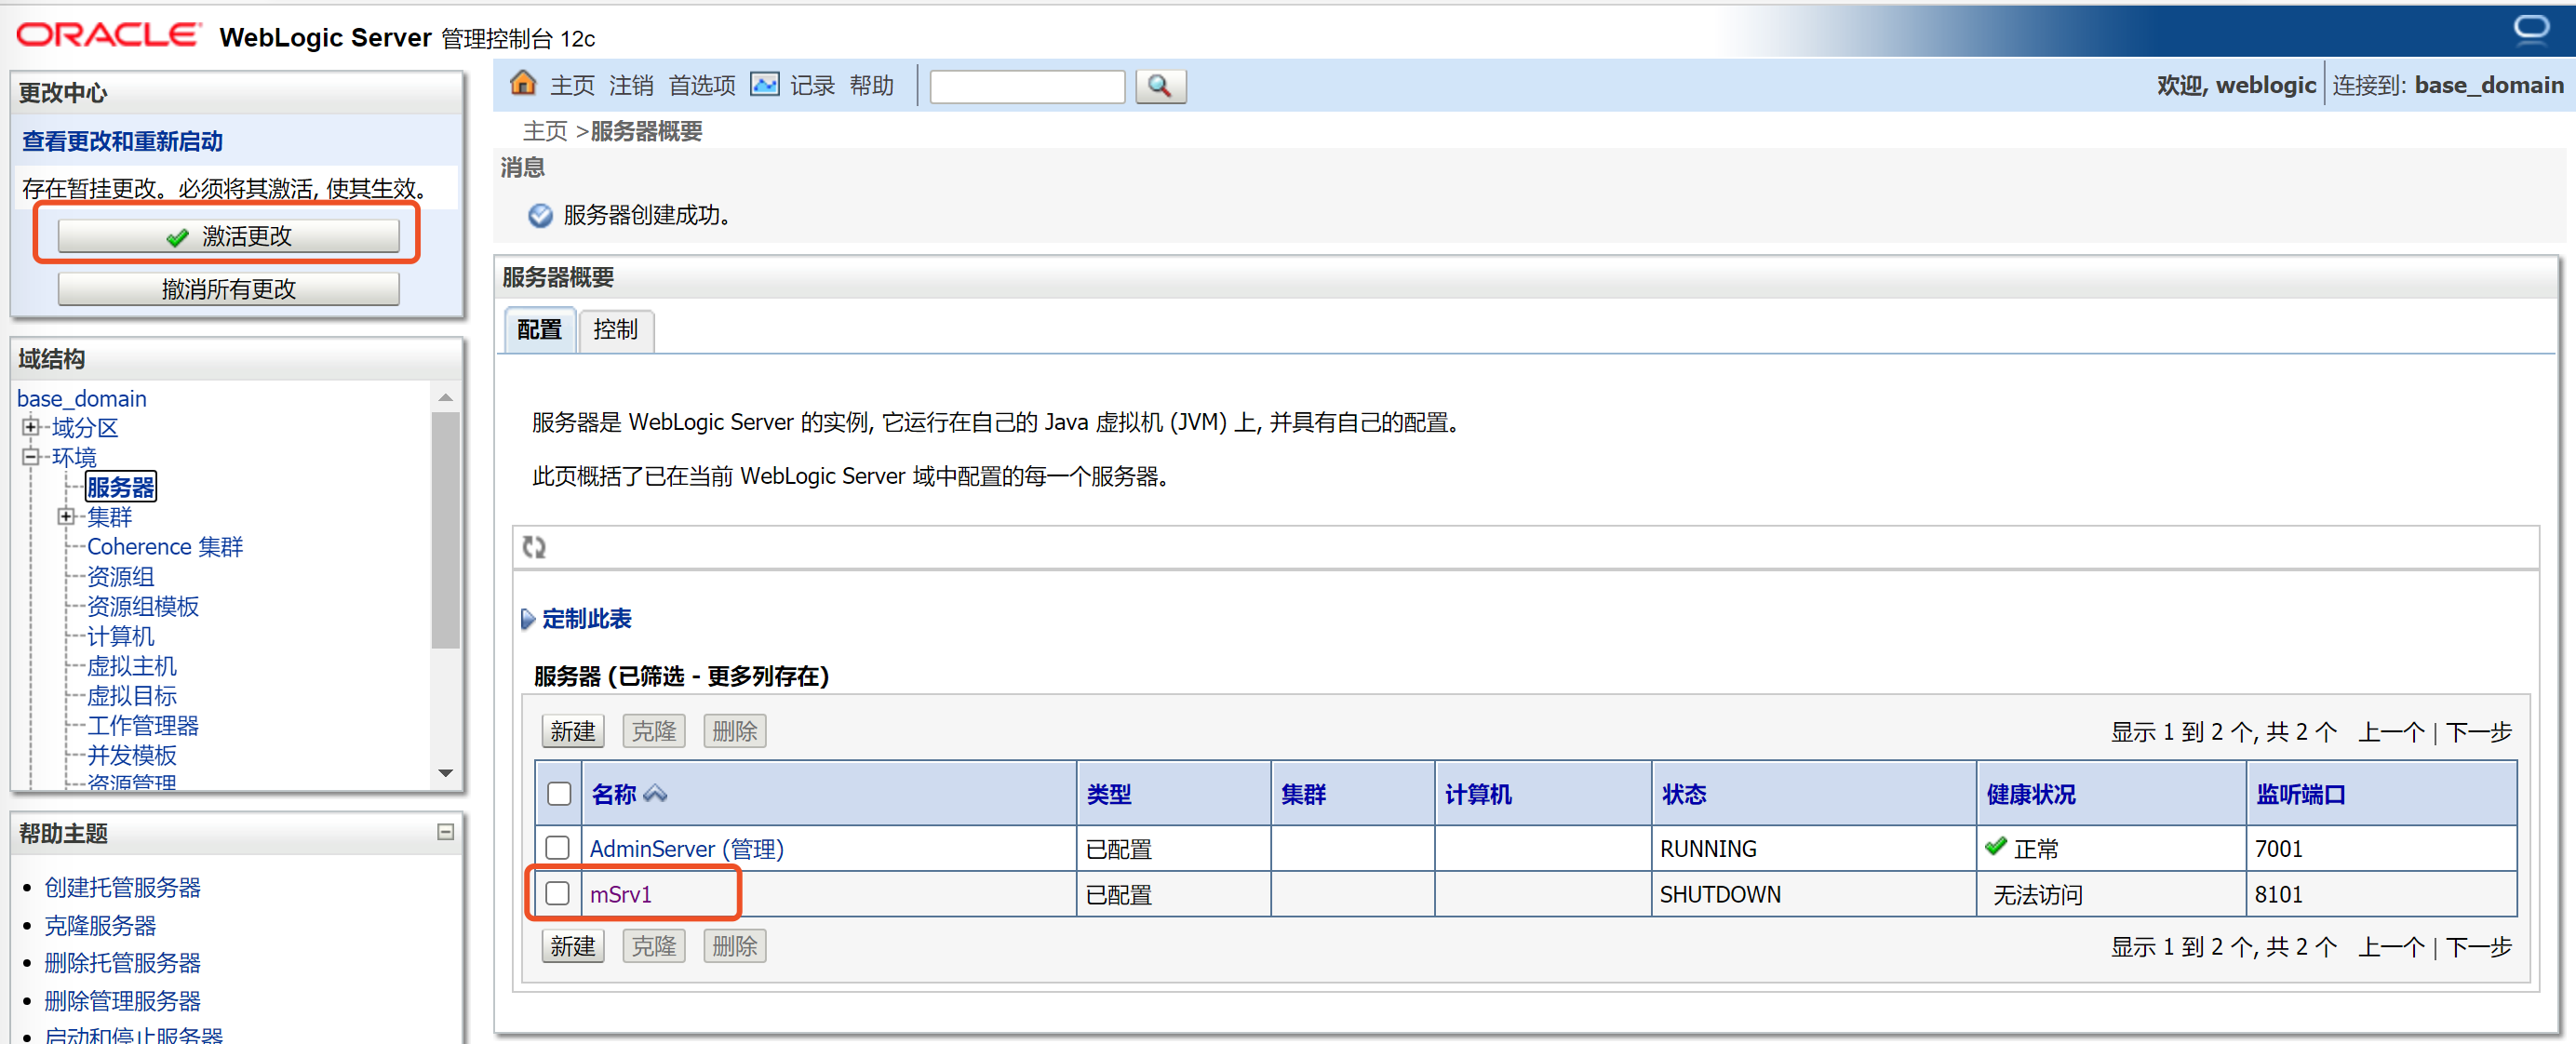 ORACLE WebLogic Server 管理控制台 12c
更改中心
查看更改和重新启动
存在暂挂更改。必须将其激活, 使其生效。
激活更改
撤消所有更改
域结构
base_domain
域分区
环境
服务器
集群
Coherence 集群
资源组
资源组模板
计算机
虚拟主机
虚拟目标
工作管理器
并发模板
资源管理
帮助主题
创建托管服务器
克隆服务器
删除托管服务器
删除管理服务器
启动和停止服务器
主页 注销 首选项 记录 帮助
欢迎, weblogic 连接到: base_domain
主页 >服务器概要
消息
服务器创建成功。
服务器概要
配置 控制
服务器是 WebLogic Server 的实例, 它运行在自己的 Java 虚拟机 (JVM) 上, 并具有自己的配置。
此页概括了已在当前 WebLogic Server 域中配置的每一个服务器。
定制此表
服务器 (已筛选 - 更多列存在)
新建 克隆 删除 显示 1 到 2 个, 共 2 个 上一个 | 下一步
名称 类型 集群 计算机 状态 健康状况 监听端口
AdminServer (管理) 已配置 RUNNING 正常 7001
mSrv1 已配置 SHUTDOWN 无法访问 8101
新建 克隆 删除 显示 1 到 2 个, 共 2 个 上一个 | 下一步